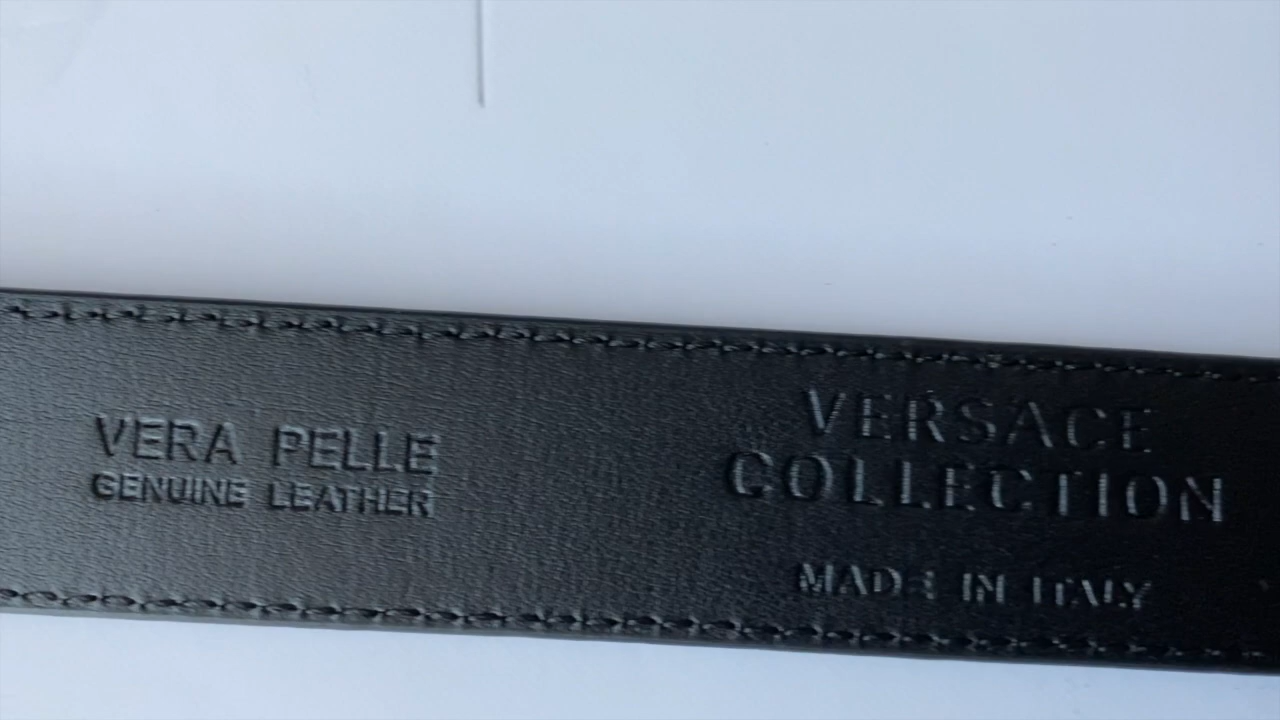 VERA PELLE
GENUINE LEATHER
VERSACE
COLLECTION
MADE IN ITALY